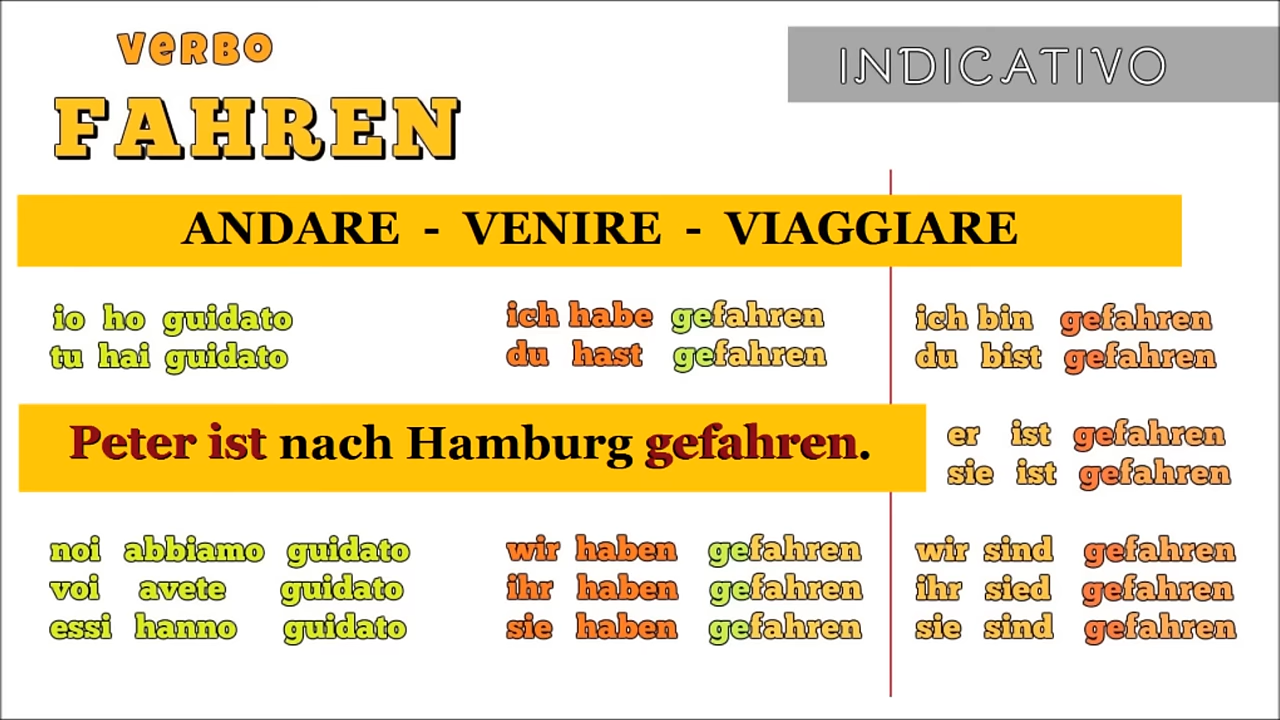 VERBO
FAHREN
INDICATIVO
ANDARE - VENIRE - VIAGGIARE
io ho guidato
tu hai guidato
ich habe gefahren
du hast gefahren
ich bin gefahren
du bist gefahren
Peter ist nach Hamburg gefahren.
er ist gefahren
sie ist gefahren
noi abbiamo guidato
voi avete guidato
essi hanno guidato
wir haben gefahren
ihr haben gefahren
sie haben gefahren
wir sind gefahren
ihr sied gefahren
sie sind gefahren